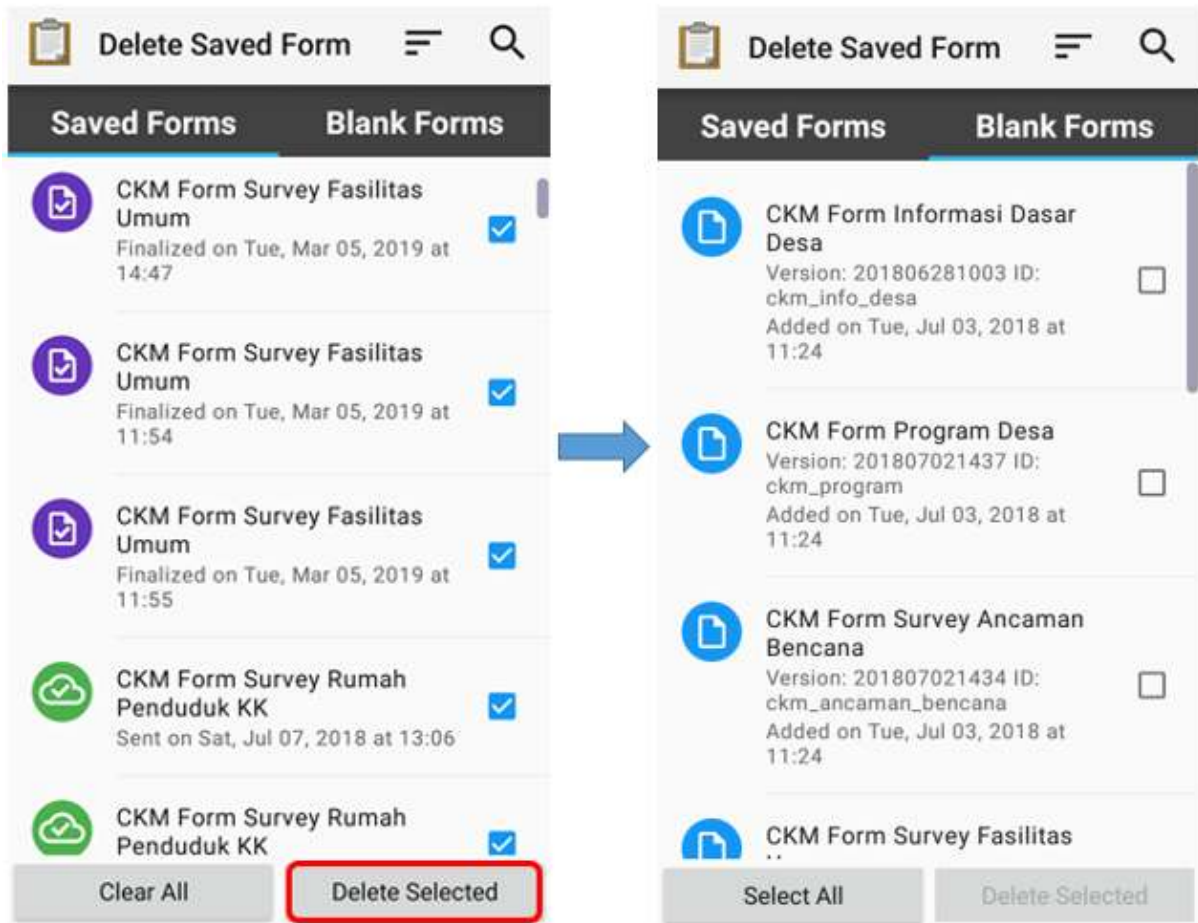 Delete Saved Form
Saved Forms Blank Forms
CKM Form Survey Fasilitas
Umum
Finalized on Tue, Mar 05, 2019 at
14:47
CKM Form Survey Fasilitas
Umum
Finalized on Tue, Mar 05, 2019 at
11:54
CKM Form Survey Fasilitas
Umum
Finalized on Tue, Mar 05, 2019 at
11:55
CKM Form Survey Rumah
Penduduk KK
Sent on Sat, Jul 07, 2018 at 13:06
CKM Form Survey Rumah
Penduduk KK
Clear All Delete Selected
Delete Saved Form
Saved Forms Blank Forms
CKM Form Informasi Dasar
Desa
Version: 201806281003 ID:
ckm_info_desa
Added on Tue, Jul 03, 2018 at
11:24
CKM Form Program Desa
Version: 201807021437 ID:
ckm_program
Added on Tue, Jul 03, 2018 at
11:24
CKM Form Survey Ancaman
Bencana
Version: 201807021434 ID:
ckm_ancaman_bencana
Added on Tue, Jul 03, 2018 at
11:24
CKM Form Survey Fasilitas
Select All Delete Selected